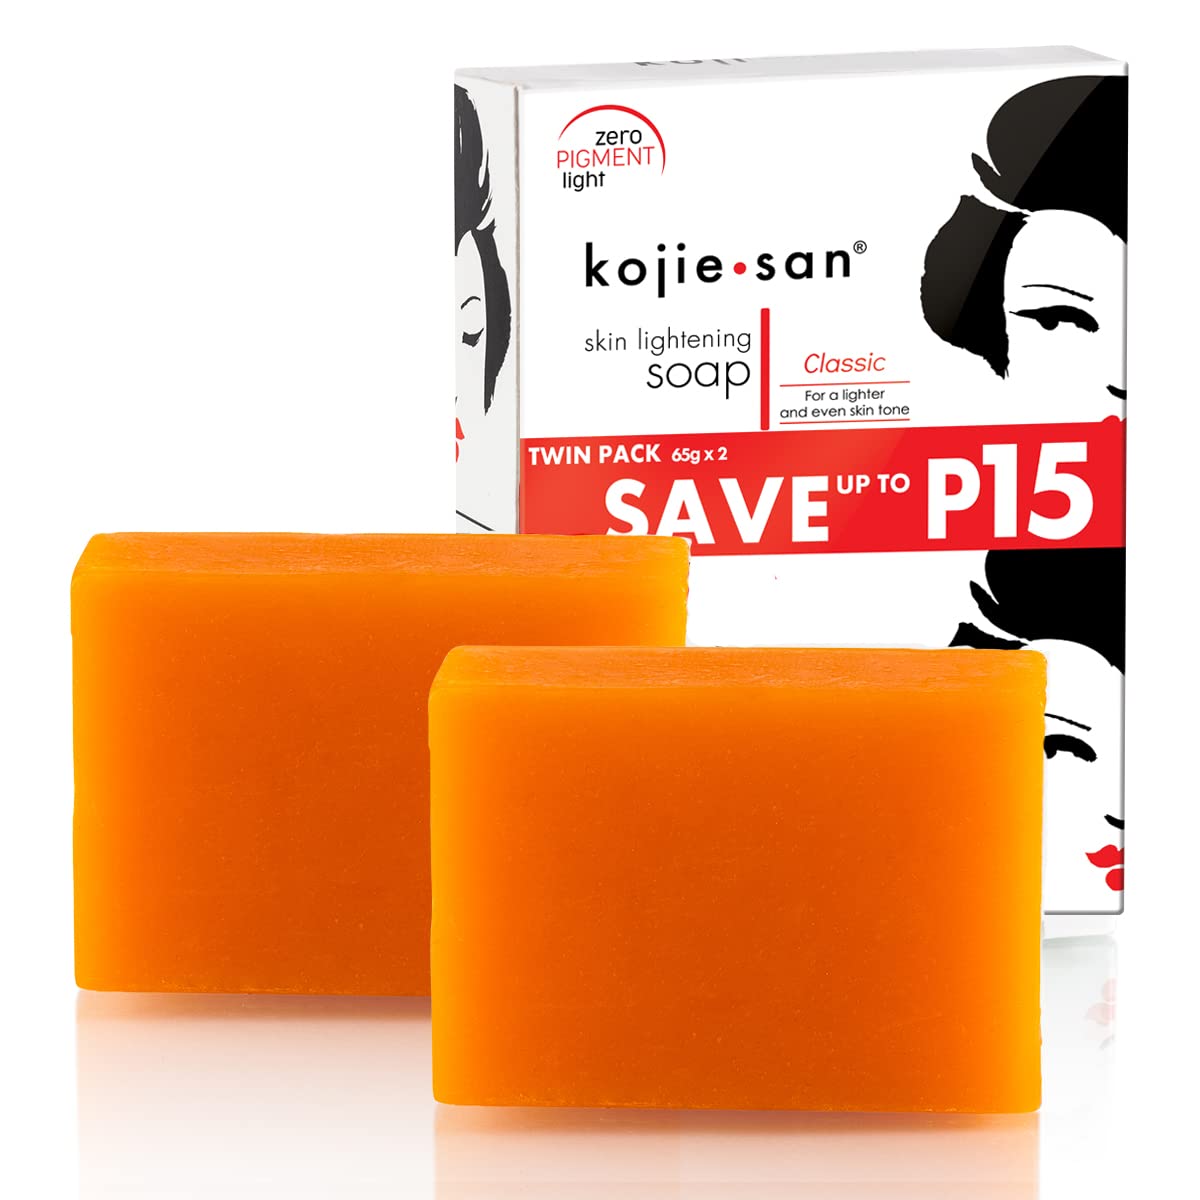 zero
PIGMENT
light
kojie•san®
skin lightening
soap
Classic
For a lighter
and even skin tone
TWIN PACK 65g x 2
SAVE UP TO P15